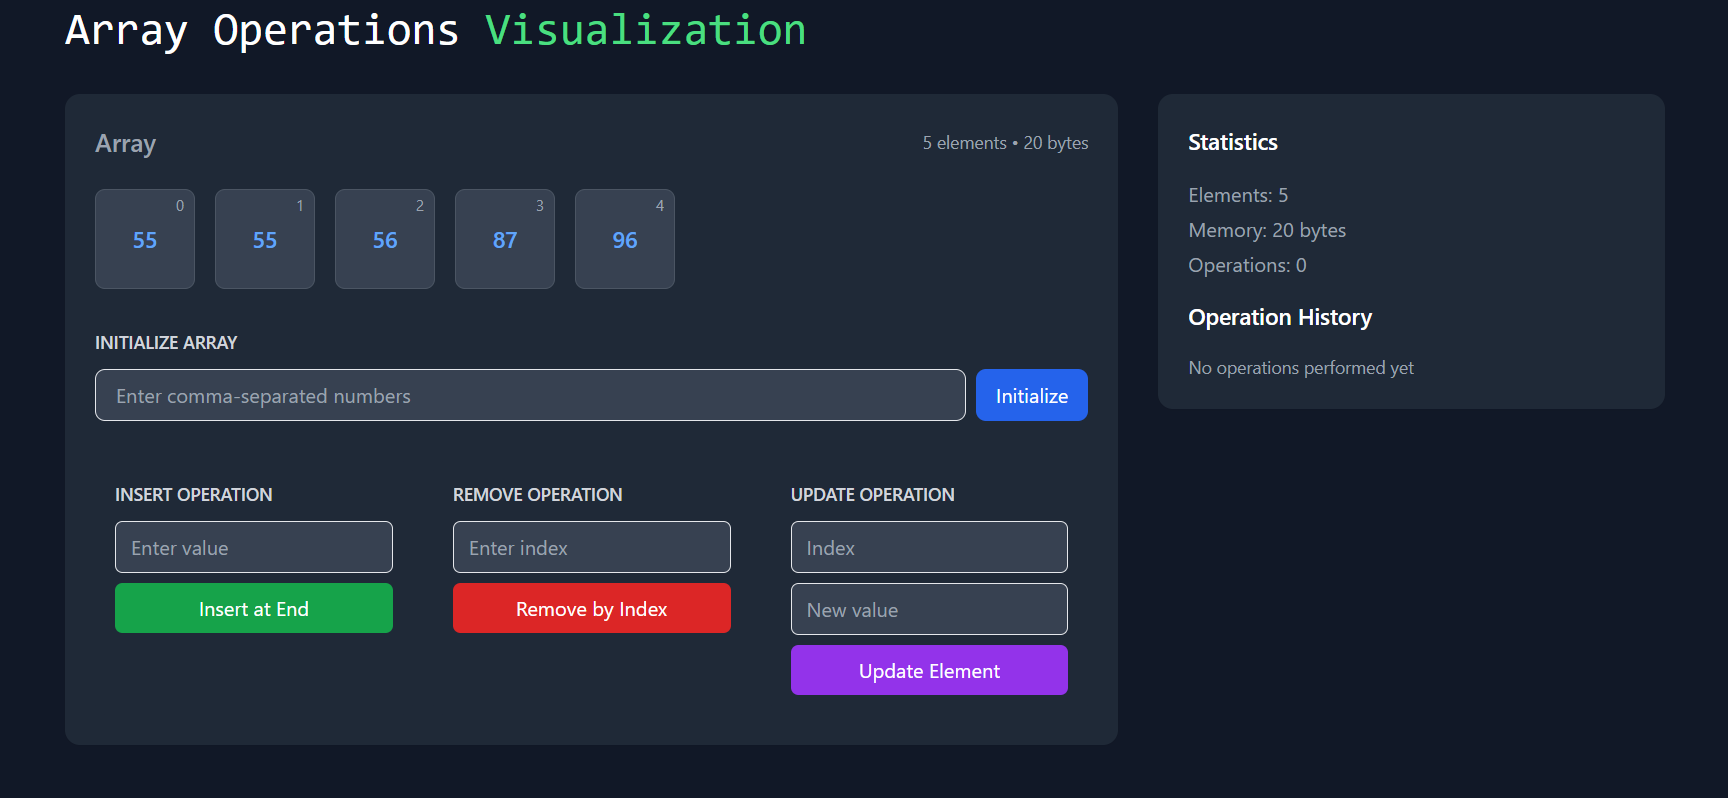 Array Operations Visualization
Array
5 elements • 20 bytes
0 1 2 3 4
55 55 56 87 96
INITIALIZE ARRAY
Enter comma-separated numbers
Initialize
INSERT OPERATION
Enter value
Insert at End
REMOVE OPERATION
Enter index
Remove by Index
UPDATE OPERATION
Index
New value
Update Element
Statistics
Elements: 5
Memory: 20 bytes
Operations: 0
Operation History
No operations performed yet